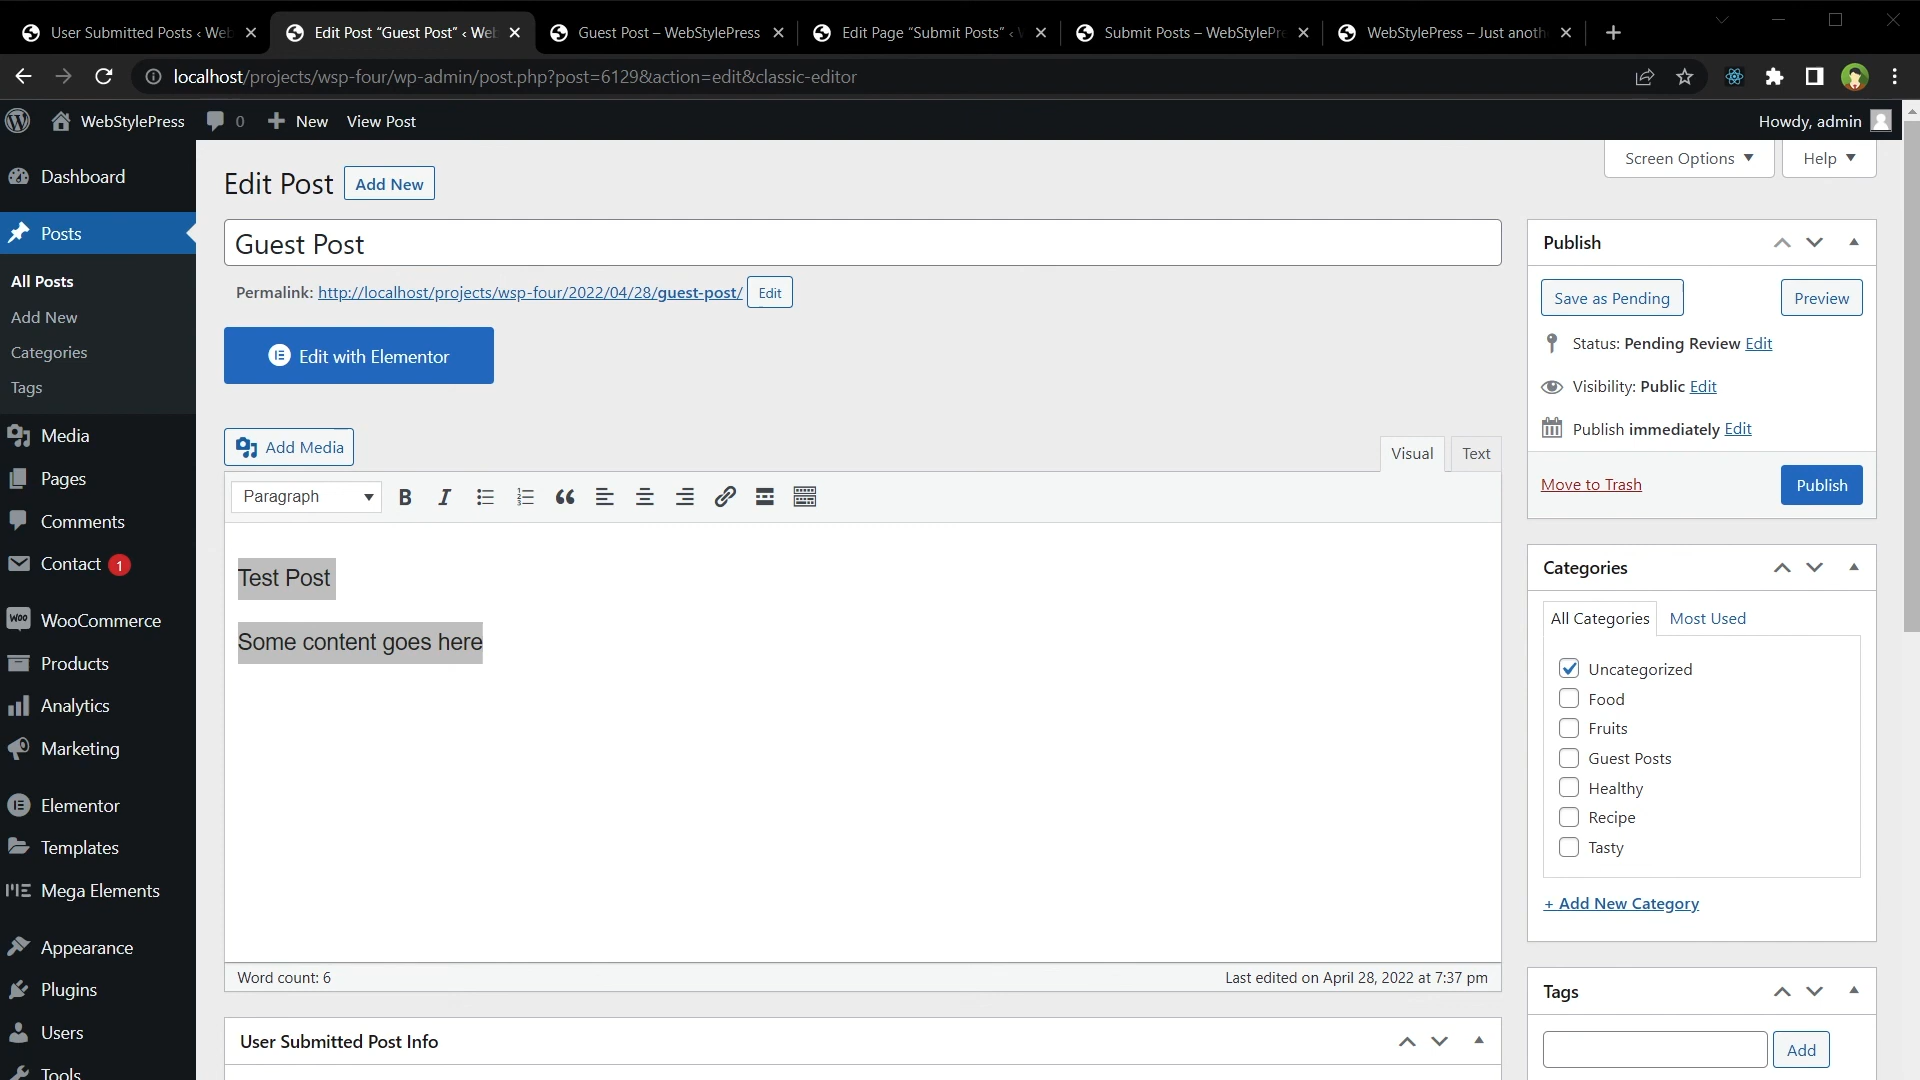 User Submitted Posts ‹ Web
Edit Post “Guest Post” ‹ Web
Guest Post – WebStylePress
Edit Page “Submit Posts” ‹ W
Submit Posts – WebStylePre
WebStylePress – Just anoth
localhost/projects/wsp-four/wp-admin/post.php?post=6129&action=edit&classic-editor
WebStylePress
0
New
View Post
Howdy, admin
Dashboard
Posts
All Posts
Add New
Categories
Tags
Media
Pages
Comments
Contact 1
WooCommerce
Products
Analytics
Marketing
Elementor
Templates
Mega Elements
Appearance
Plugins
Users
Tools
Screen Options
Help
Edit Post
Add New
Guest Post
Permalink: http://localhost/projects/wsp-four/2022/04/28/guest-post/
Edit
Edit with Elementor
Add Media
Visual
Text
Paragraph
Test Post
Some content goes here
Word count: 6
Last edited on April 28, 2022 at 7:37 pm
User Submitted Post Info
Publish
Save as Pending
Preview
Status: Pending Review Edit
Visibility: Public Edit
Publish immediately Edit
Move to Trash
Publish
Categories
All Categories
Most Used
Uncategorized
Food
Fruits
Guest Posts
Healthy
Recipe
Tasty
+ Add New Category
Tags
Add